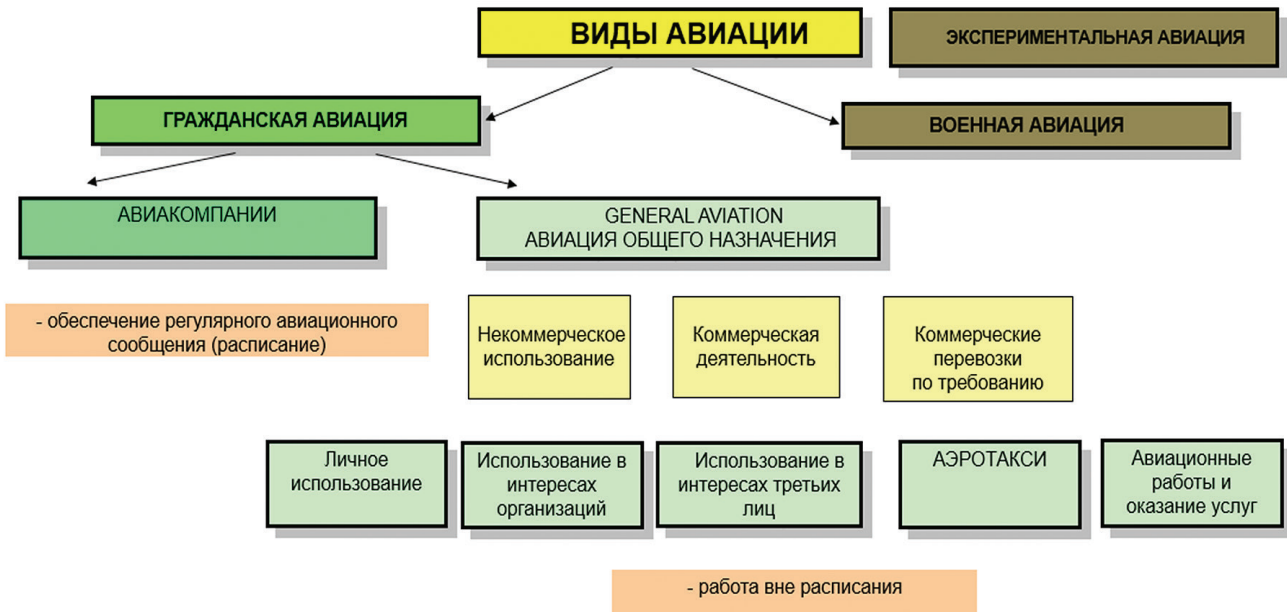 ВИДЫ АВИАЦИИ
ЭКСПЕРИМЕНТАЛЬНАЯ АВИАЦИЯ
ГРАЖДАНСКАЯ АВИАЦИЯ
ВОЕННАЯ АВИАЦИЯ
АВИАКОМПАНИИ
GENERAL AVIATION
АВИАЦИЯ ОБЩЕГО НАЗНАЧЕНИЯ
- обеспечение регулярного авиационного
сообщения (расписание)
Некоммерческое
использование
Коммерческая
деятельность
Коммерческие
перевозки
по требованию
Личное
использование
Использование в
интересах
организаций
Использование в
интересах третьих
лиц
АЭРОТАКСИ
Авиационные
работы и
оказание услуг
- работа вне расписания